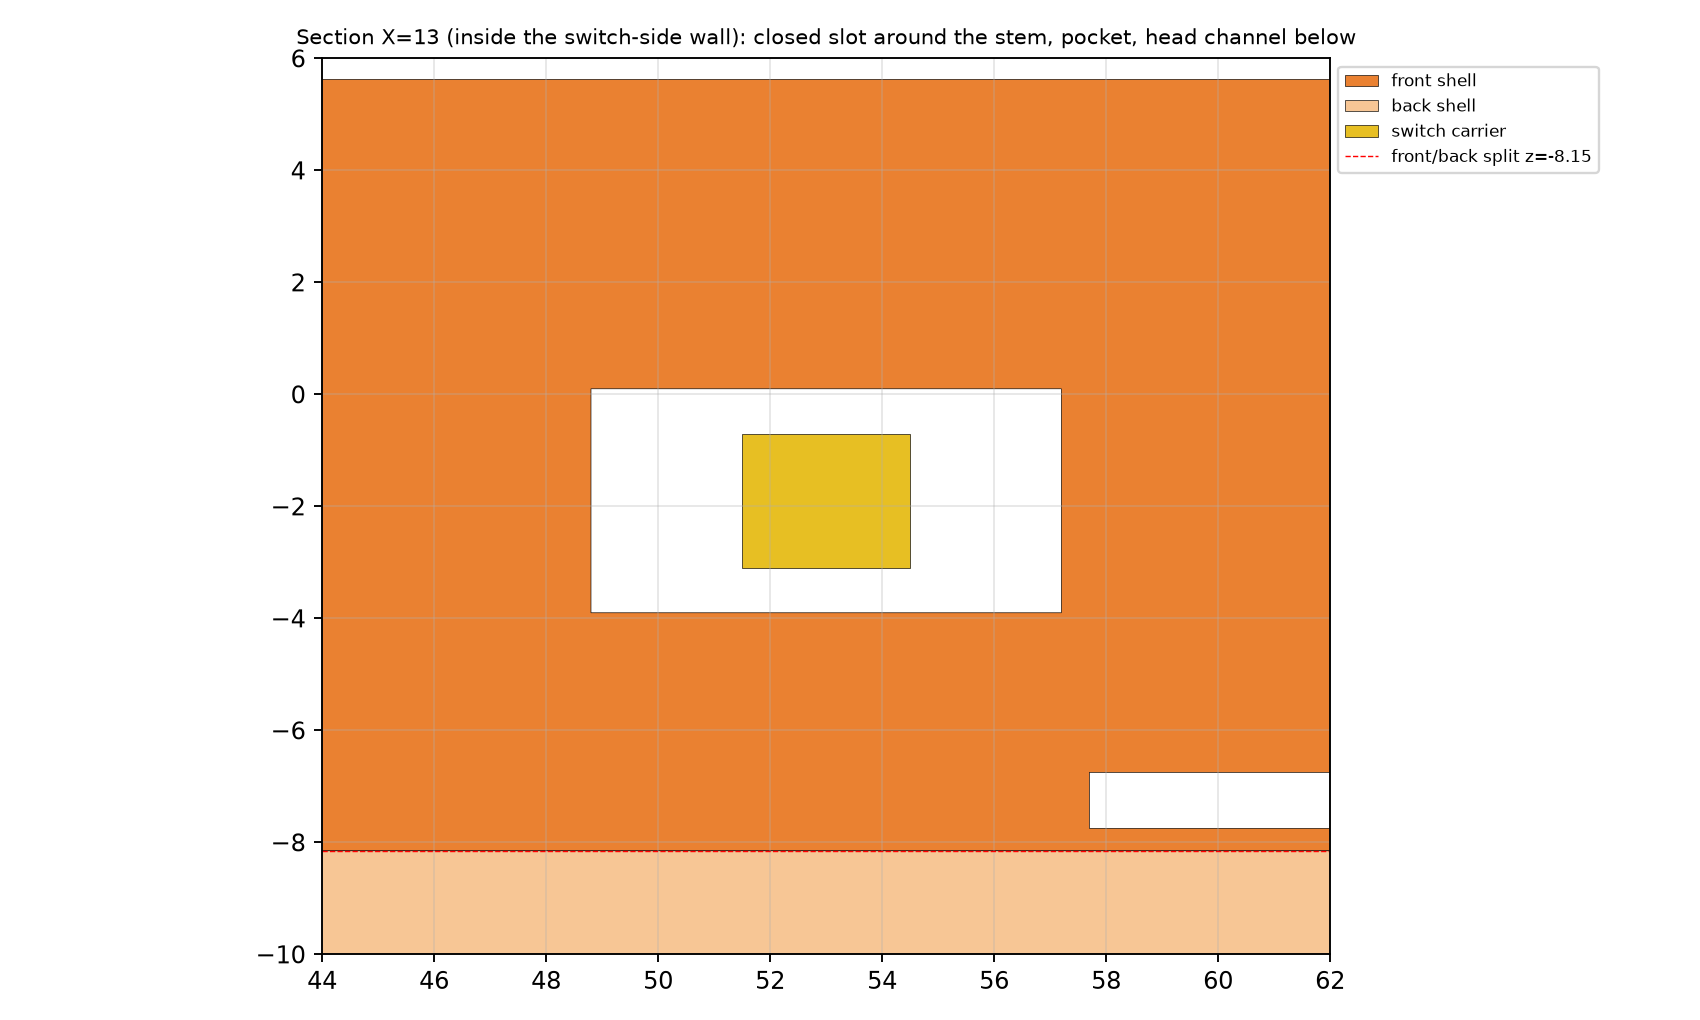 Section X=13 (inside the switch-side wall): closed slot around the stem, pocket, head channel below
6
4
2
0
−2
−4
−6
−8
−10
44 46 48 50 52 54 56 58 60 62
front shell
back shell
switch carrier
front/back split z=-8.15